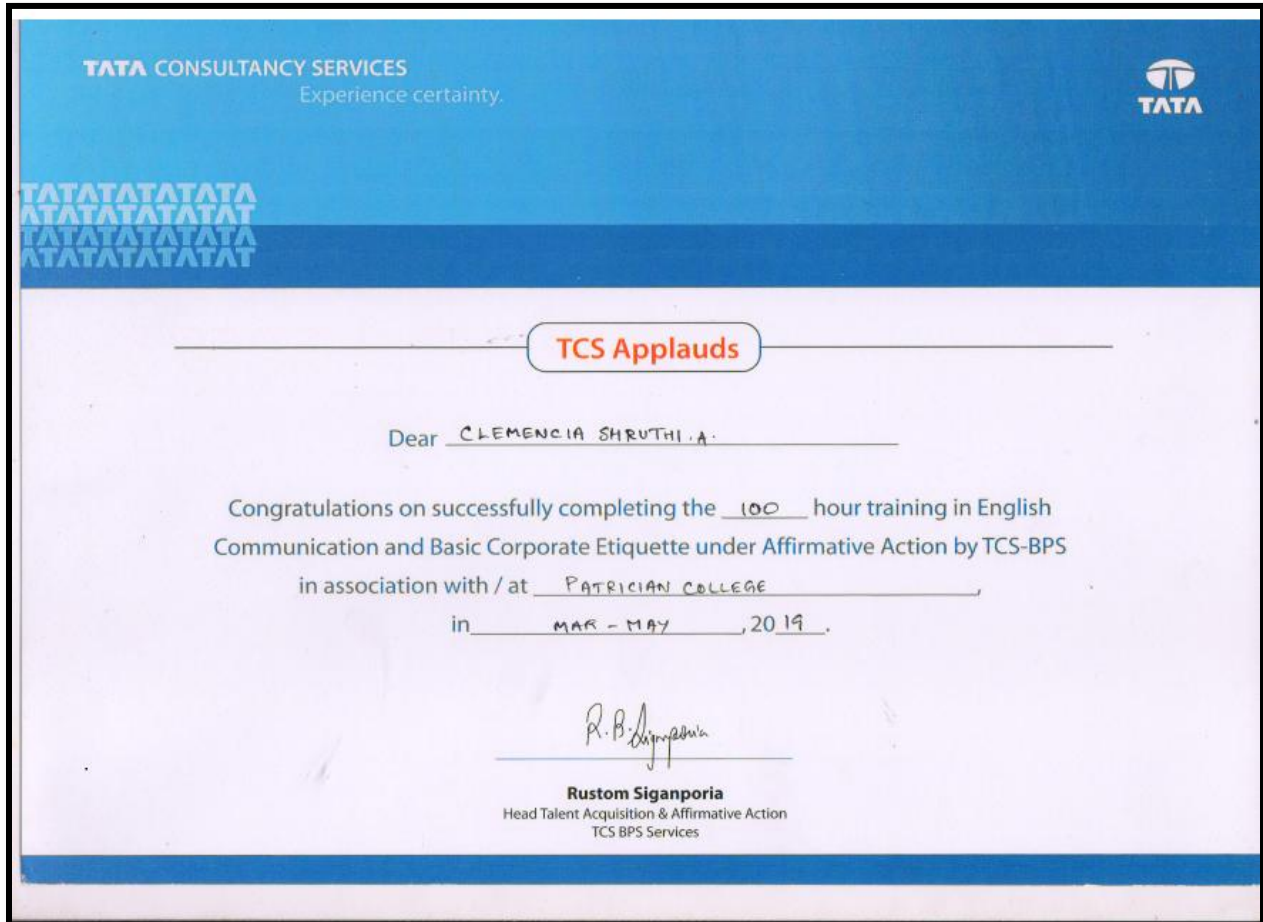 TATA CONSULTANCY SERVICES
Experience certainty.
TATA
TATATATATATA
ATATATATATAT
TATATATATATA
ATATATATATAT
TCS Applauds
Dear CLEMENCIA SHRUTHI.A.
Congratulations on successfully completing the 100 hour training in English
Communication and Basic Corporate Etiquette under Affirmative Action by TCS-BPS
in association with / at PATRICIAN COLLEGE,
in MAR - MAY, 2019.
R.B. Siganporia
Rustom Siganporia
Head Talent Acquisition & Affirmative Action
TCS BPS Services